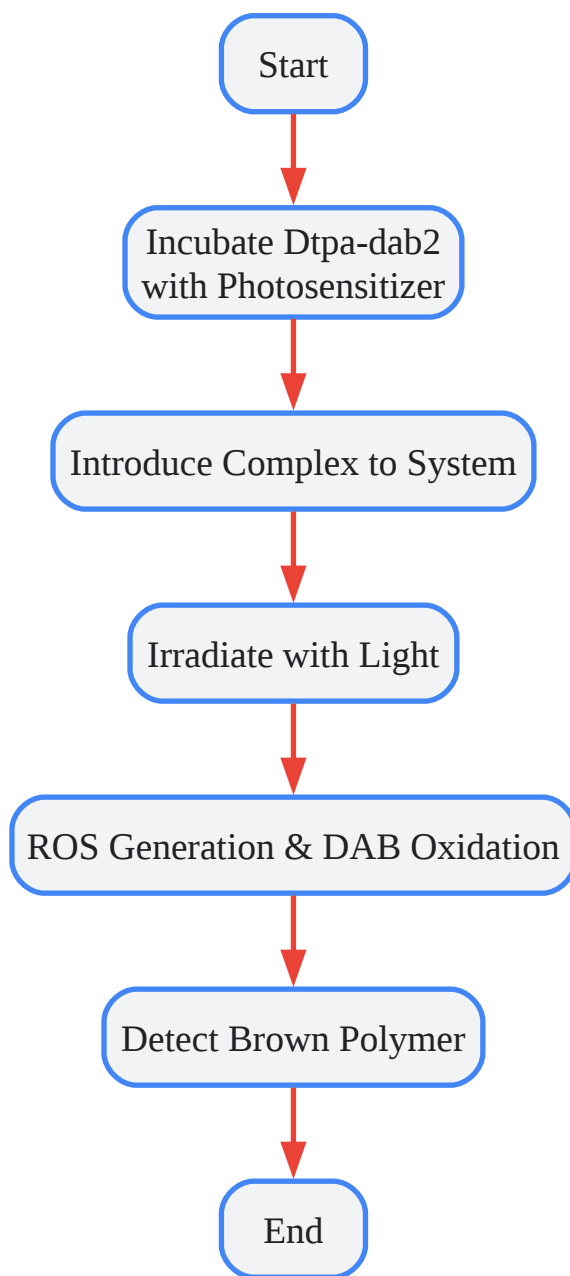 Start
Incubate Dtpa-dab2
with Photosensitizer
Introduce Complex to System
Irradiate with Light
ROS Generation & DAB Oxidation
Detect Brown Polymer
End